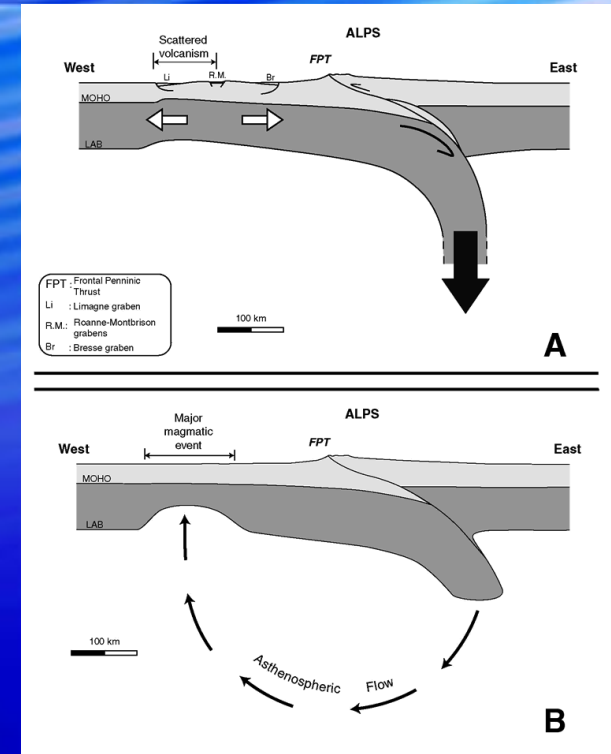 ALPS
Scattered
volcanism
FPT
West
East
Li
R.M.
Br
MOHO
LAB
FPT : Frontal Penninic
Thrust
Li : Limagne graben
R.M.: Roanne-Montbrison
grabens
Br : Bresse graben
100 km
A
Major
magmatic
event
ALPS
FPT
West
East
MOHO
LAB
100 km
Asthenospheric Flow
B